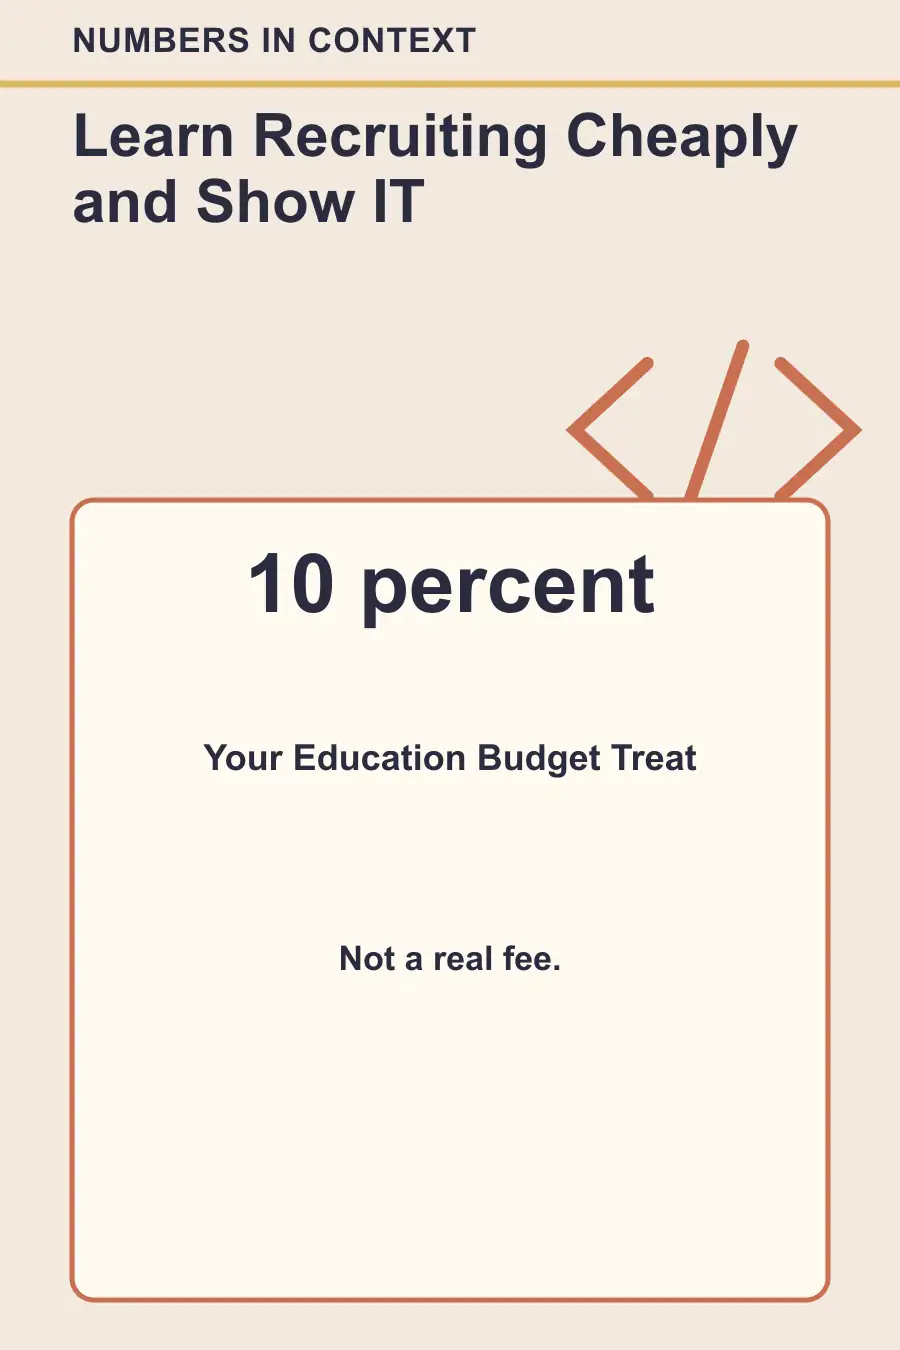 NUMBERS IN CONTEXT
Learn Recruiting Cheaply
and Show IT
10 percent
Your Education Budget Treat
Not a real fee.